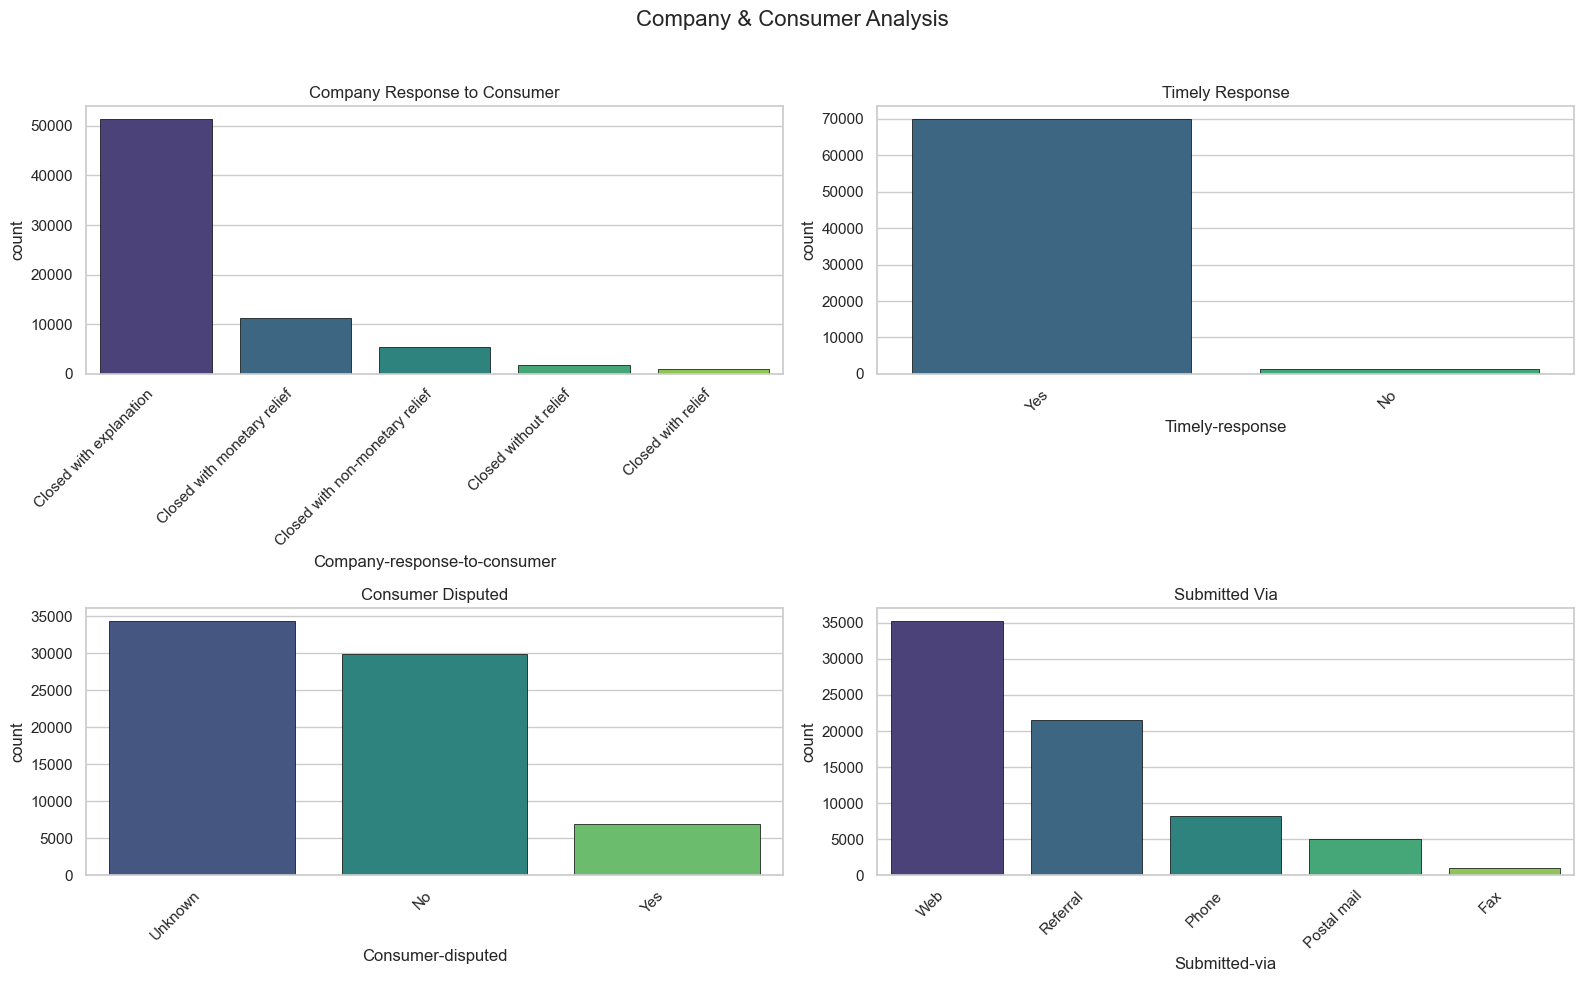 Company & Consumer Analysis
Company Response to Consumer
count
50000
40000
30000
20000
10000
0
Closed with explanation
Closed with monetary relief
Closed with non-monetary relief
Closed without relief
Closed with relief
Company-response-to-consumer
Timely Response
count
70000
60000
50000
40000
30000
20000
10000
0
Yes
No
Timely-response
Consumer Disputed
count
35000
30000
25000
20000
15000
10000
5000
0
Unknown
No
Yes
Consumer-disputed
Submitted Via
count
35000
30000
25000
20000
15000
10000
5000
0
Web
Referral
Phone
Postal mail
Fax
Submitted-via